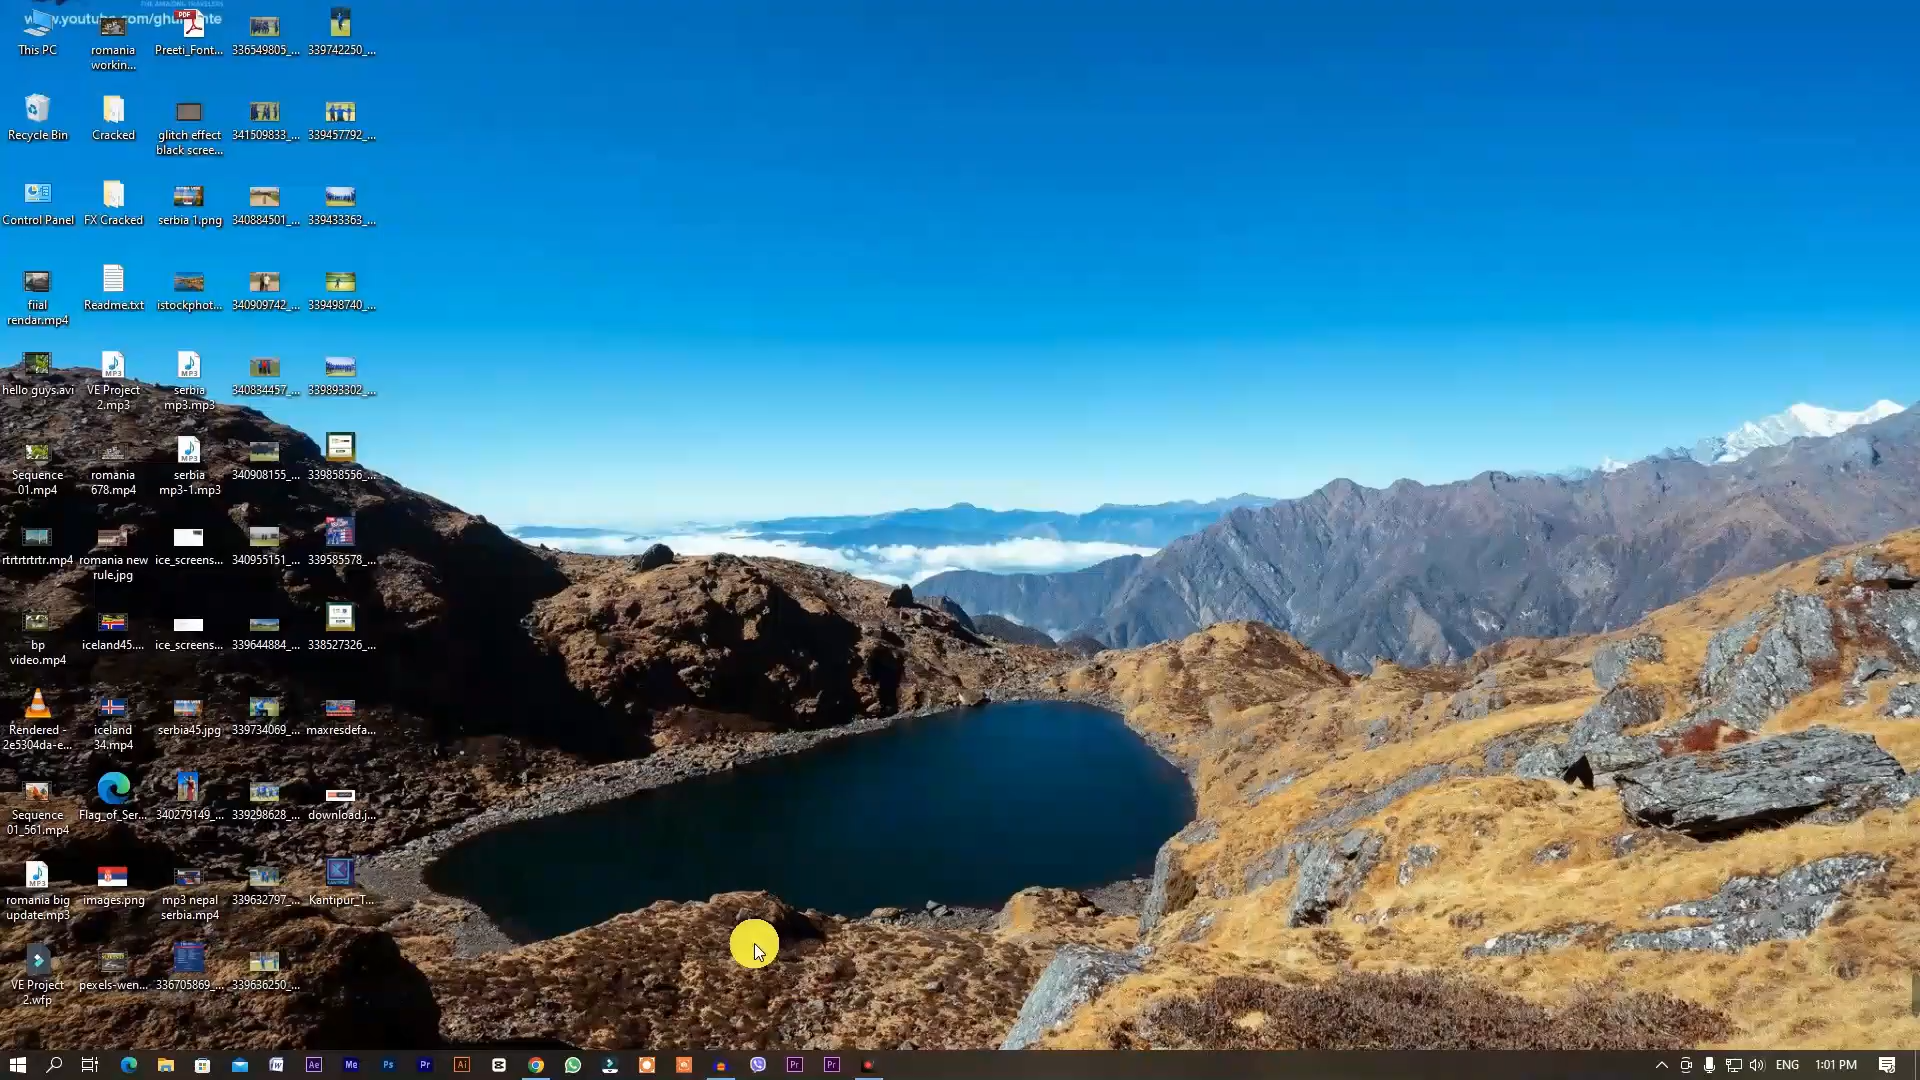 THE AMAZING TRAVELERS
This PC
romania
workin...
Preeti_Font...
336549805_...
339742250_...
Recycle Bin
Cracked
glitch effect
black scree...
341509833_...
339457792_...
Control Panel
FX Cracked
serbia 1.png
340884501_...
339433363_...
fiial
rendar.mp4
Readme.txt
istockphot...
340909742_...
339498740_...
hello guys.avi
VE Project
2.mp3
serbia
mp3.mp3
340834457_...
339893302_...
Sequence
01.mp4
romania
678.mp4
serbia
mp3-1.mp3
340908155_...
339858556_...
rtrtrtrtrtr.mp4
romania new
rule.jpg
ice_screens...
340955151_...
339585578_...
bp
video.mp4
iceland45....
ice_screens...
339644884_...
338527326_...
Rendered -
2e5304da-e...
iceland
34.mp4
serbia45.jpg
339734069_...
maxresdefa...
Sequence
01_561.mp4
Flag_of_Ser...
340279149_...
339298628_...
download.j...
romania big
update.mp3
images.png
mp3 nepal
serbia.mp4
339632797_...
Kantipur_T...
VE Project
2.wfp
pexels-wen...
336705869_...
339636250_...
ENG
1:01 PM